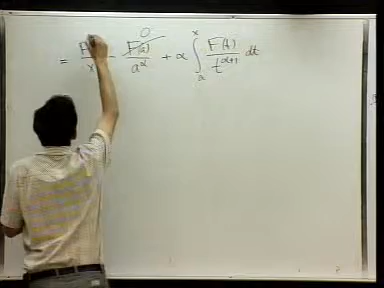 = F / x - F(a) / a^α 0 + α ∫_a^x F(t) / t^{α+1} dt